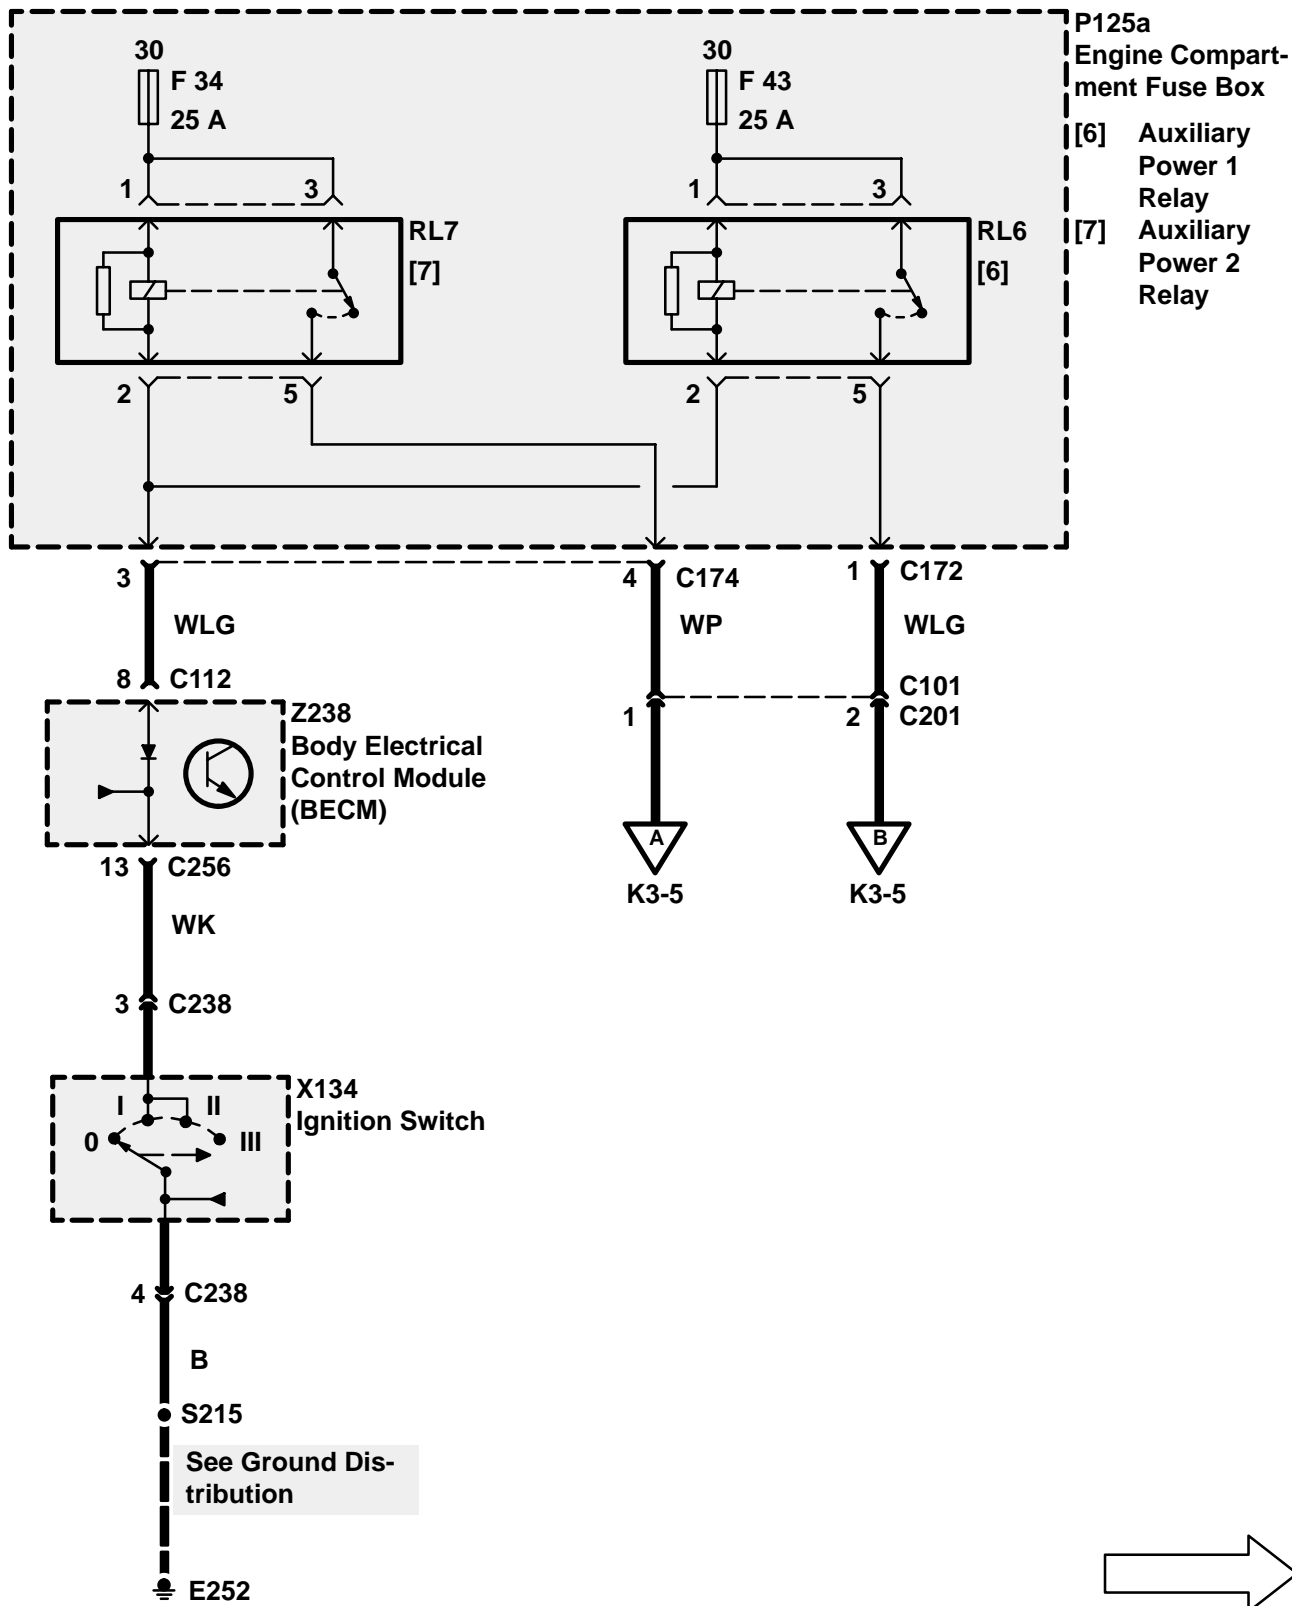 P125a
Engine Compart-
ment Fuse Box
[6] Auxiliary
Power 1
Relay
[7] Auxiliary
Power 2
Relay
30
F 34
25 A
1
3
RL7
[7]
2
5
30
F 43
25 A
1
3
RL6
[6]
2
5
3
4 C174
1 C172
WLG
WP
WLG
8 C112
C101
1
2 C201
Z238
Body Electrical
Control Module
(BECM)
A
B
K3-5
K3-5
13 C256
WK
3 C238
X134
Ignition Switch
I
II
0
III
4 C238
B
S215
See Ground Dis-
tribution
E252